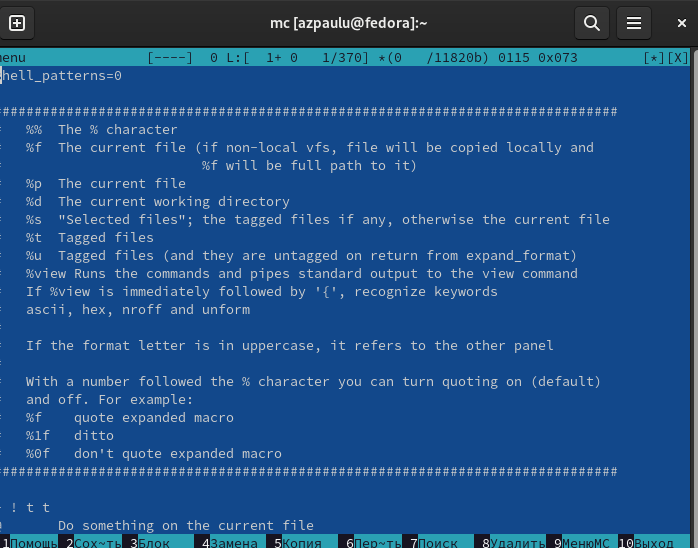 mc [azpaulu@fedora]:~
enu [----] 0 L:[ 1+ 0 1/370] *(0 /11820b) 0115 0x073 [*][X]
hell_patterns=0
##############################################################################
%% The % character
%f The current file (if non-local vfs, file will be copied locally and
%f will be full path to it)
%p The current file
%d The current working directory
%s "Selected files"; the tagged files if any, otherwise the current file
%t Tagged files
%u Tagged files (and they are untagged on return from expand_format)
%view Runs the commands and pipes standard output to the view command
If %view is immediately followed by '{', recognize keywords
ascii, hex, nroff and unform
If the format letter is in uppercase, it refers to the other panel
With a number followed the % character you can turn quoting on (default)
and off. For example:
%f quote expanded macro
%1f ditto
%0f don't quote expanded macro
##############################################################################
! t t
Do something on the current file
1Помощь 2Сох~ть 3Блок 4Замена 5Копия 6Пер~ть 7Поиск 8Удалить 9МенюMC 10Выход